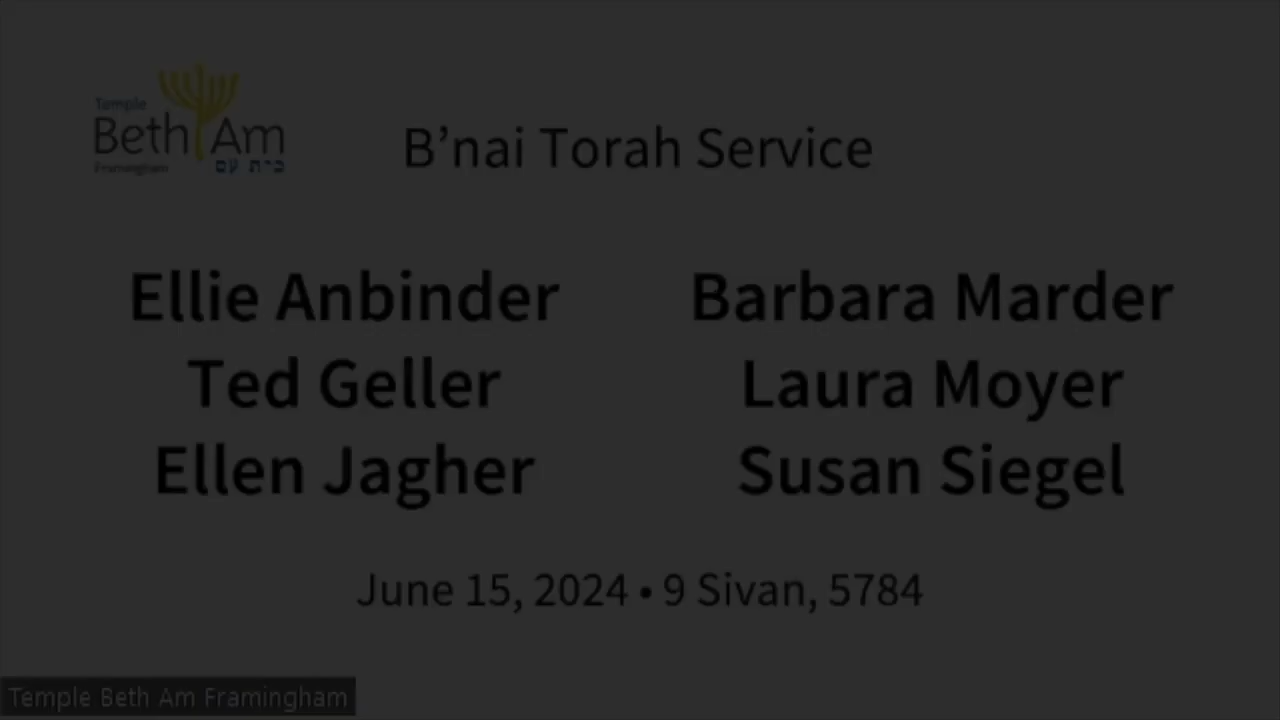 Temple
Beth Am
Framingham
בית עם
B’nai Torah Service
Ellie Anbinder
Ted Geller
Ellen Jagher
Barbara Marder
Laura Moyer
Susan Siegel
June 15, 2024 • 9 Sivan, 5784
Temple Beth Am Framingham